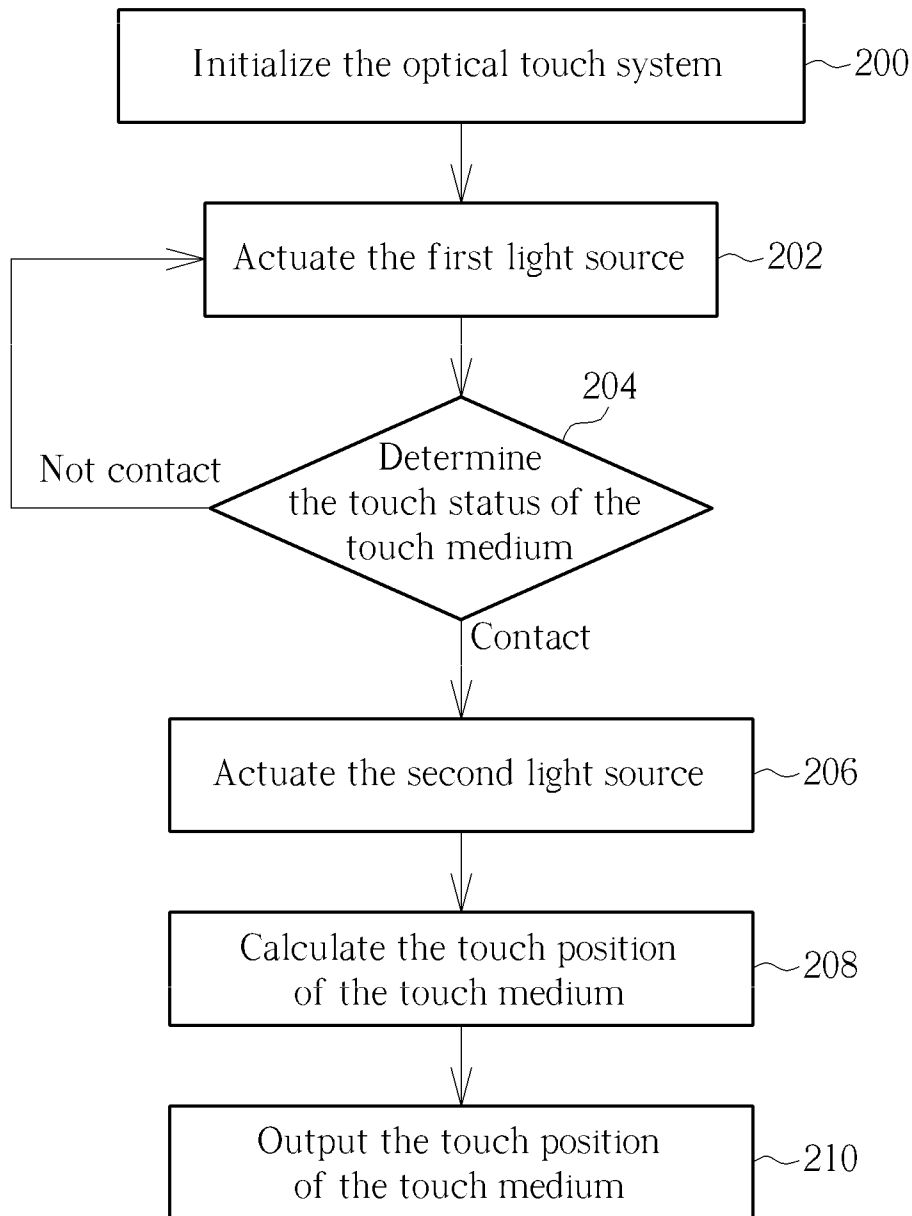 Initialize the optical touch system
200
Actuate the first light source
202
204
Not contact
Determine
the touch status of the
touch medium
Contact
Actuate the second light source
206
Calculate the touch position
of the touch medium
208
Output the touch position
of the touch medium
210